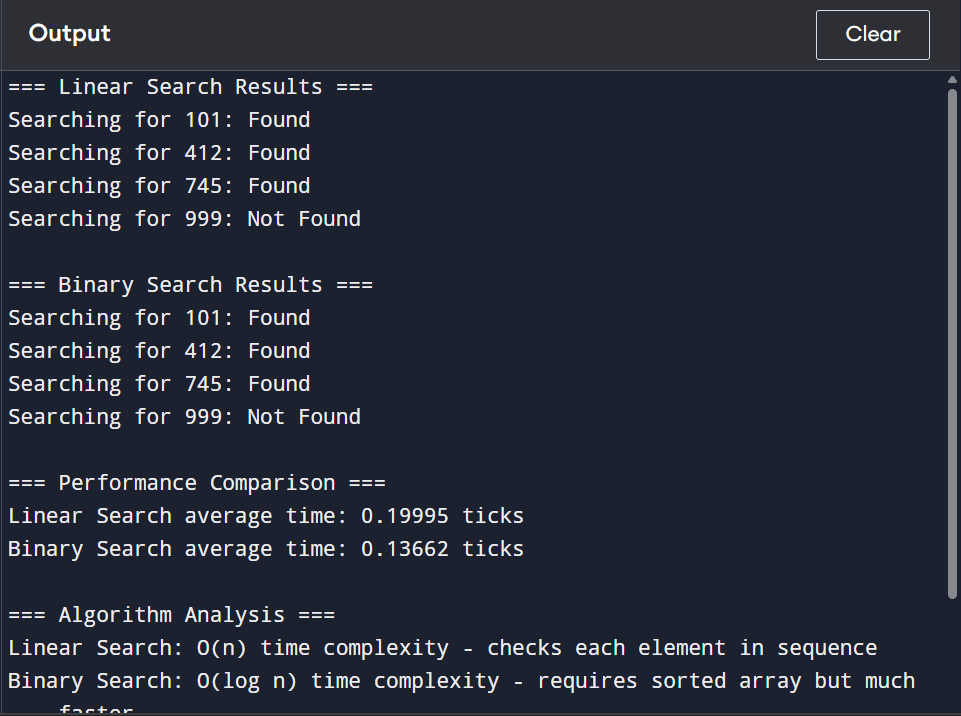 Output
Clear
=== Linear Search Results ===
Searching for 101: Found
Searching for 412: Found
Searching for 745: Found
Searching for 999: Not Found
=== Binary Search Results ===
Searching for 101: Found
Searching for 412: Found
Searching for 745: Found
Searching for 999: Not Found
=== Performance Comparison ===
Linear Search average time: 0.19995 ticks
Binary Search average time: 0.13662 ticks
=== Algorithm Analysis ===
Linear Search: O(n) time complexity - checks each element in sequence
Binary Search: O(log n) time complexity - requires sorted array but much
faster